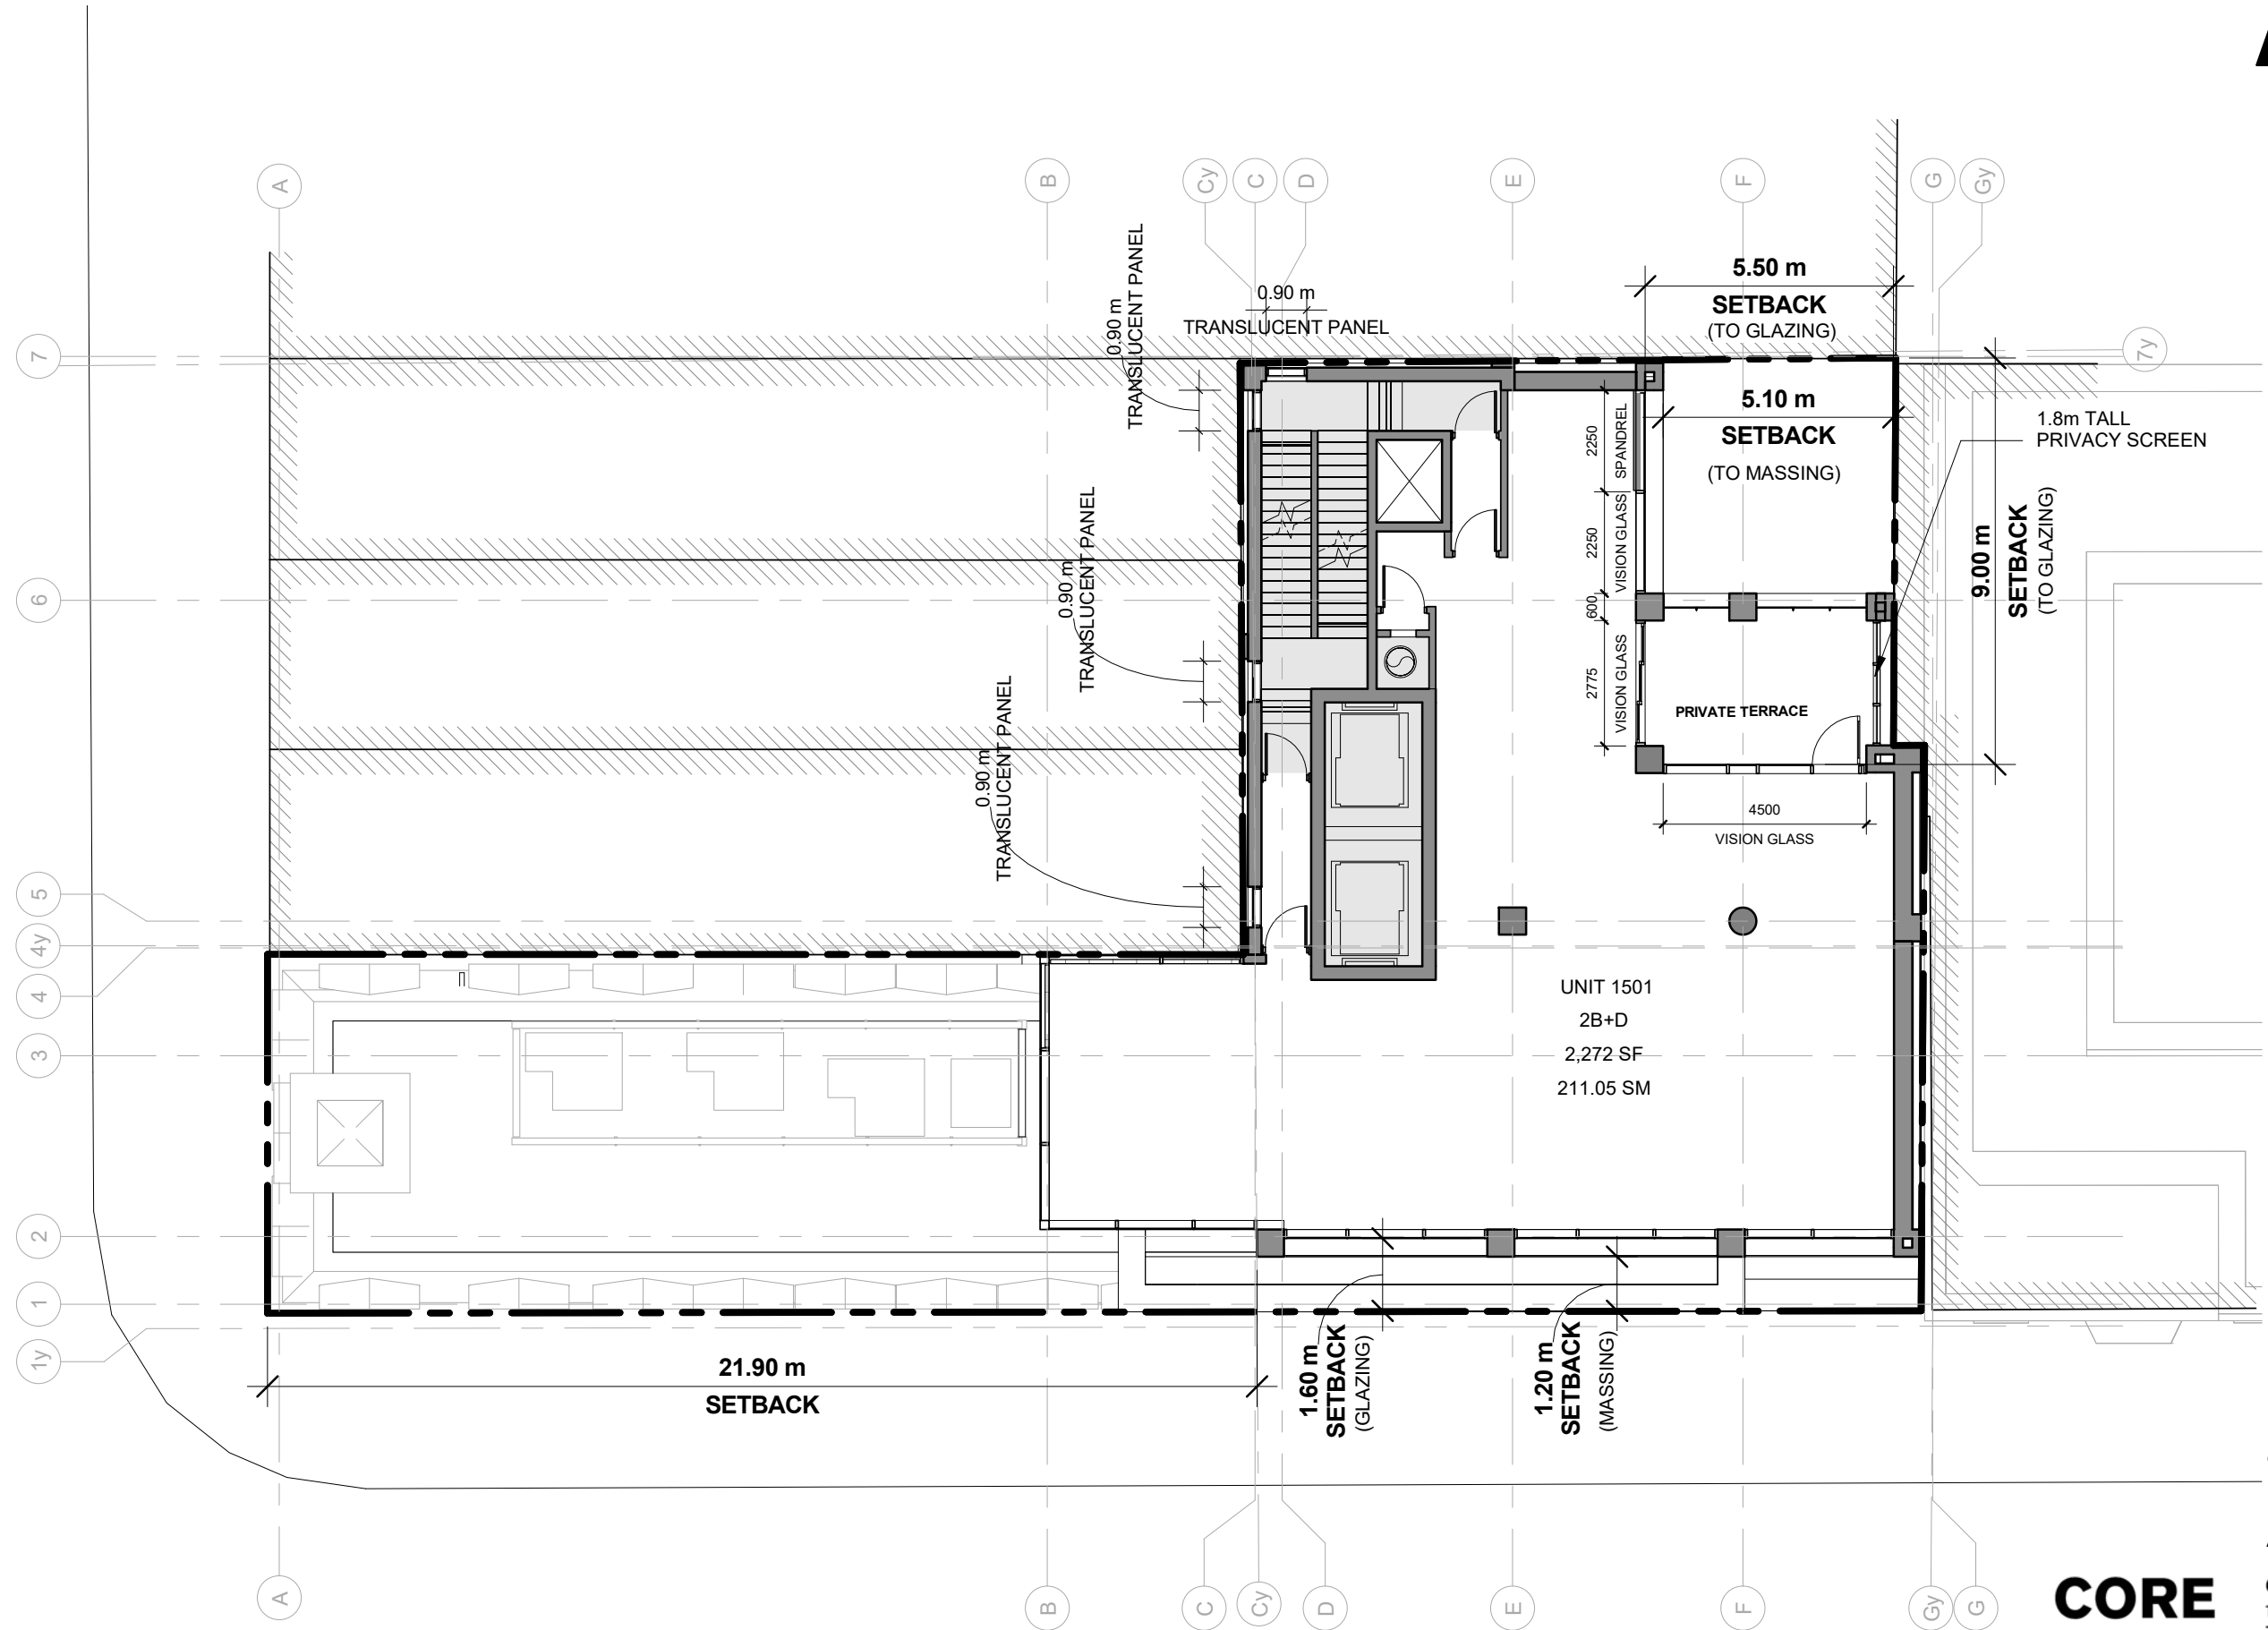 A
B
Cy
C
D
E
F
G
Gy
5.50 m
SETBACK
(TO GLAZING)
0.90 m
TRANSLUCENT PANEL
0.90 m
TRANSLUCENT PANEL
7
7y
5.10 m
SETBACK
(TO MASSING)
1.8m TALL
PRIVACY SCREEN
2250
SPANDREL
2250
VISION GLASS
600
2775
VISION GLASS
9.00 m
SETBACK
(TO GLAZING)
0.90 m
TRANSLUCENT PANEL
6
PRIVATE TERRACE
0.90 m
TRANSLUCENT PANEL
4500
VISION GLASS
5
4y
4
3
UNIT 1501
2B+D
2,272 SF
211.05 SM
2
1
1y
21.90 m
SETBACK
1.60 m
SETBACK
(GLAZING)
1.20 m
SETBACK
(MASSING)
A
B
C
Cy
D
E
F
Gy
G
CORE